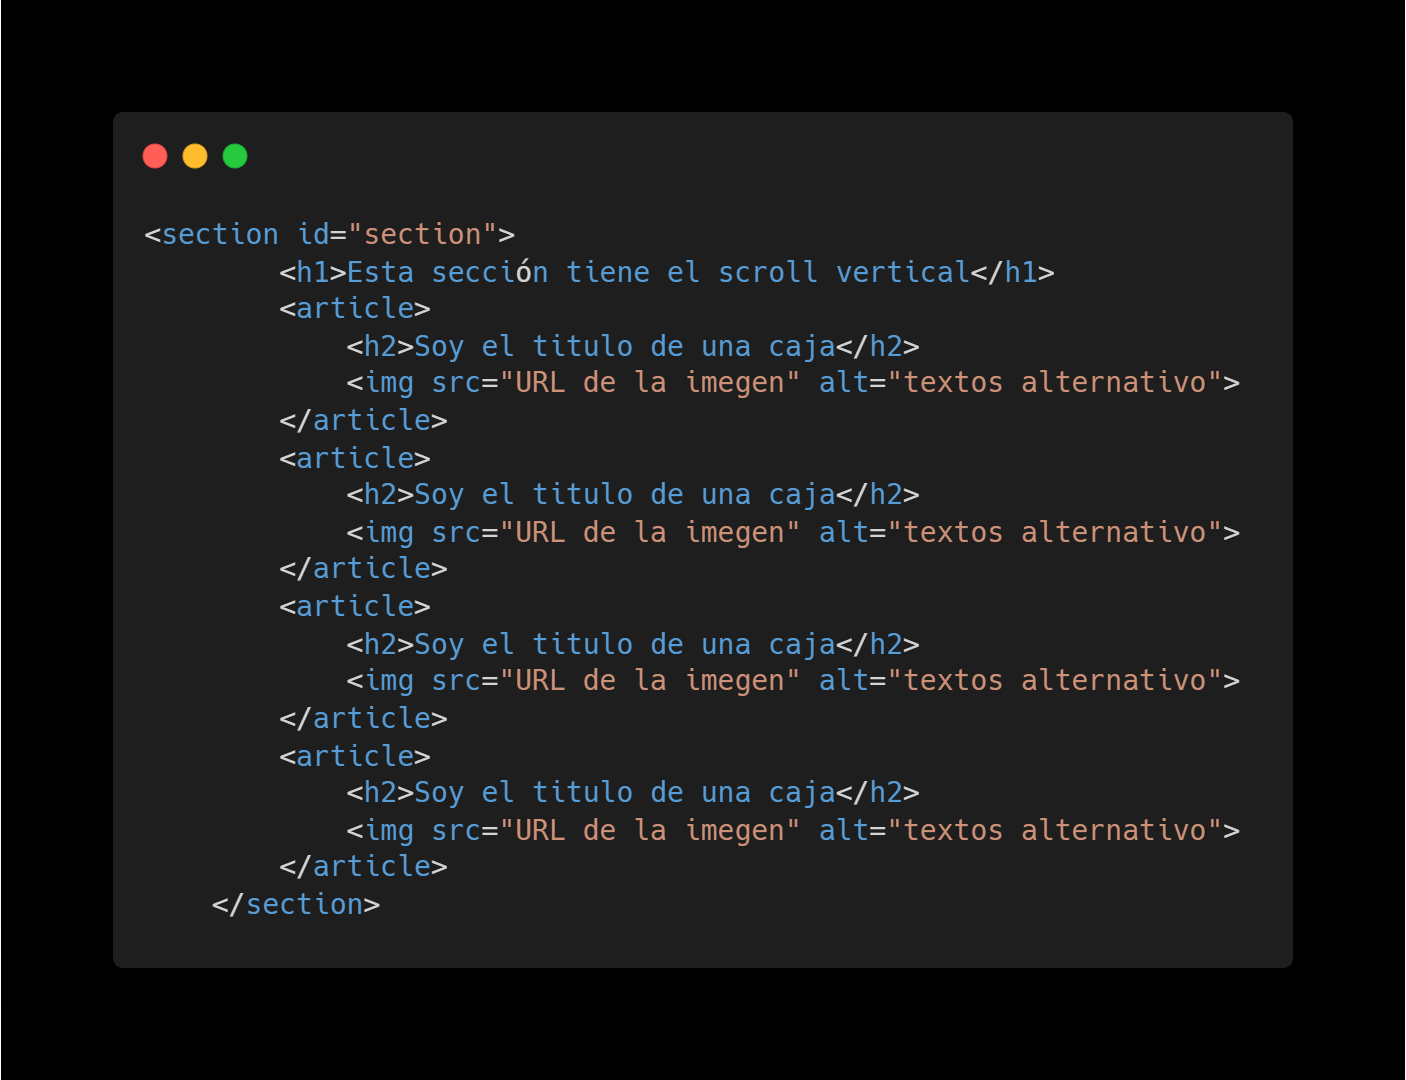 <section id="section">
        <h1>Esta sección tiene el scroll vertical</h1>
        <article>
            <h2>Soy el titulo de una caja</h2>
            <img src="URL de la imegen" alt="textos alternativo">
        </article>
        <article>
            <h2>Soy el titulo de una caja</h2>
            <img src="URL de la imegen" alt="textos alternativo">
        </article>
        <article>
            <h2>Soy el titulo de una caja</h2>
            <img src="URL de la imegen" alt="textos alternativo">
        </article>
        <article>
            <h2>Soy el titulo de una caja</h2>
            <img src="URL de la imegen" alt="textos alternativo">
        </article>
    </section>